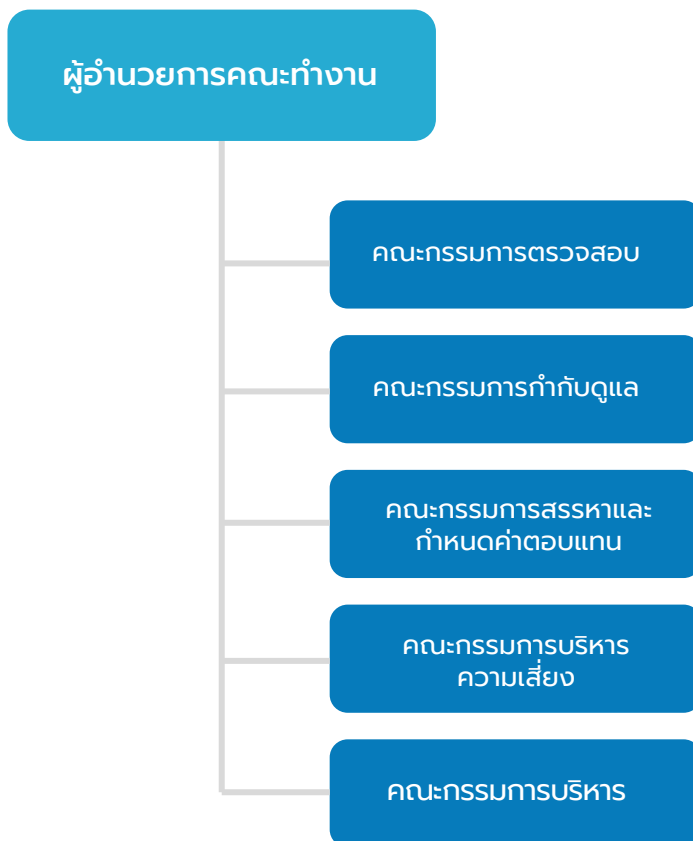 ผู้อำนวยการคณะทำงาน
คณะกรรมการตรวจสอบ
คณะกรรมการกำกับดูแล
คณะกรรมการสรรหาและ
กำหนดค่าตอบแทน
คณะกรรมการบริหาร
ความเสี่ยง
คณะกรรมการบริหาร